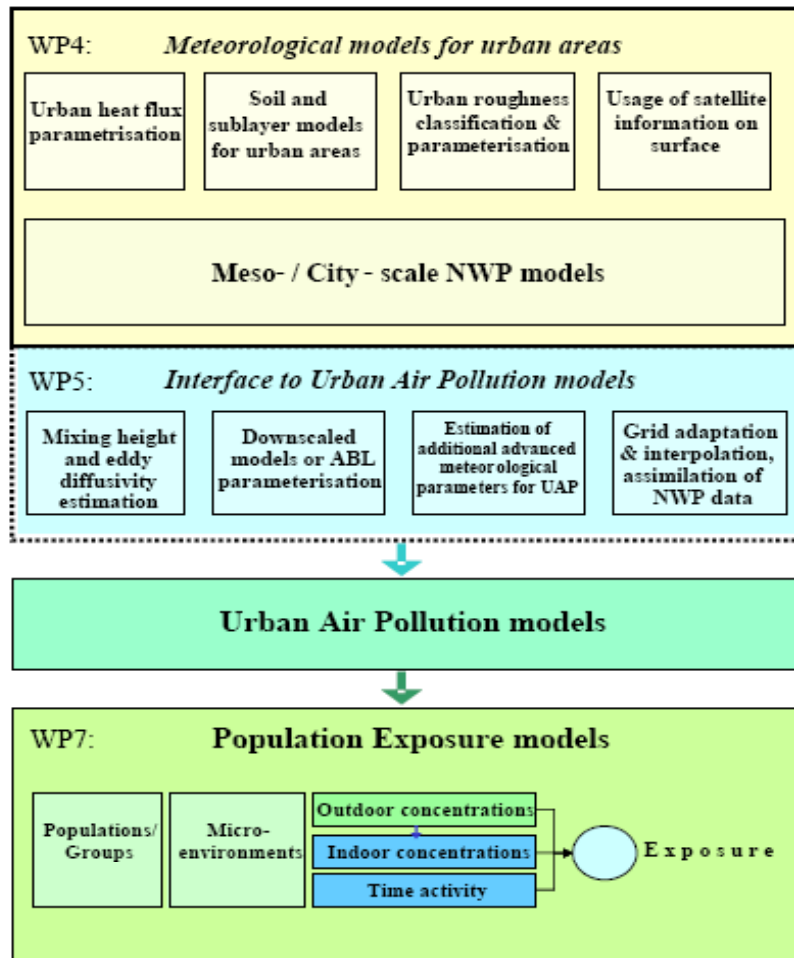 WP4: Meteorological models for urban areas
Urban heat flux
parametrisation
Soil and
sublayer models
for urban areas
Urban roughness
classification &
parameterisation
Usage of satellite
information on
surface
Meso- / City - scale NWP models
WP5: Interface to Urban Air Pollution models
Mixing height
and eddy
diffusivity
estimation
Downscaled
models or ABL
parameterisation
Estimation of
additional advanced
meteorological
parameters for UAP
Grid adaptation
& interpolation,
assimilation of
NWP data
Urban Air Pollution models
WP7: Population Exposure models
Populations/
Groups
Micro-
environments
Outdoor concentrations
Indoor concentrations
Time activity
Exposure